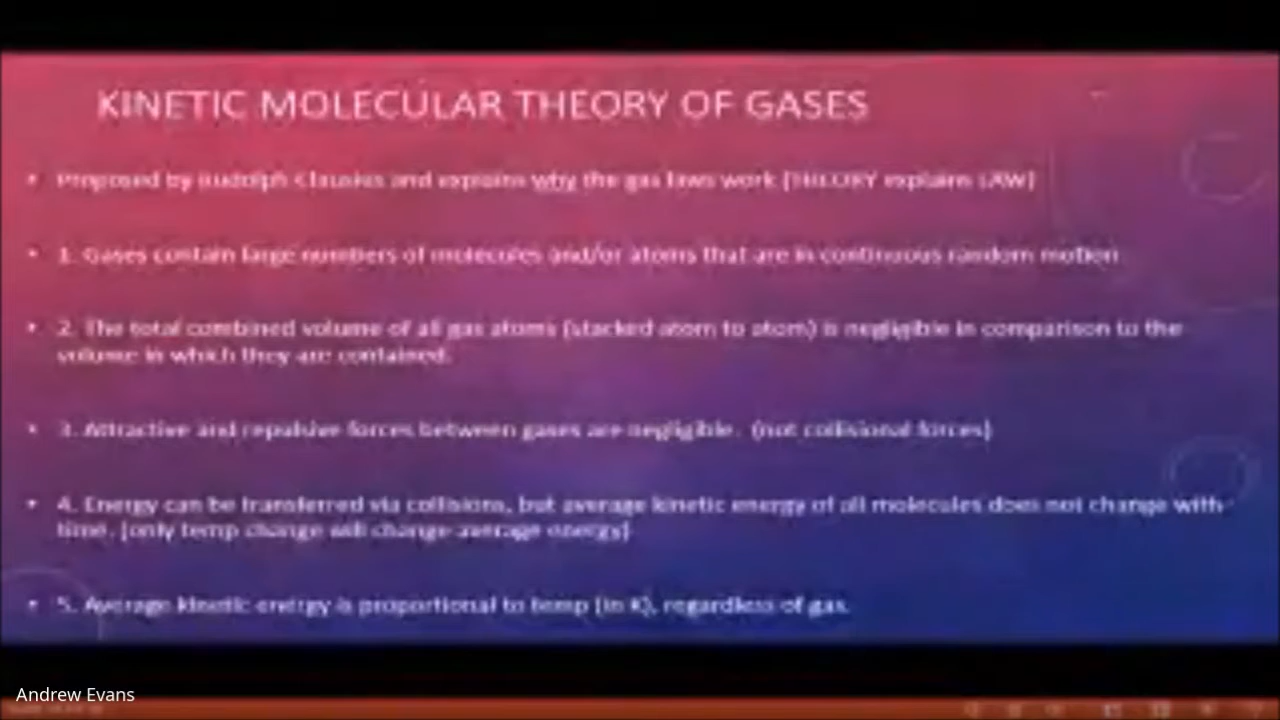 KINETIC MOLECULAR THEORY OF GASES
• Proposed by Rudolph Clausius and explains why the gas laws work (THEORY explains LAW)
• 1. Gases contain large numbers of molecules and/or atoms that are in continuous random motion
• 2. The total combined volume of all gas atoms (stacked atom to atom) is negligible in comparison to the
volume in which they are contained.
• 3. Attractive and repulsive forces between gases are negligible. (not collisional forces)
• 4. Energy can be transferred via collisions, but average kinetic energy of all molecules does not change with
time. (only temp change will change average energy)
• 5. Average kinetic energy is proportional to temp (in K), regardless of gas.
Andrew Evans